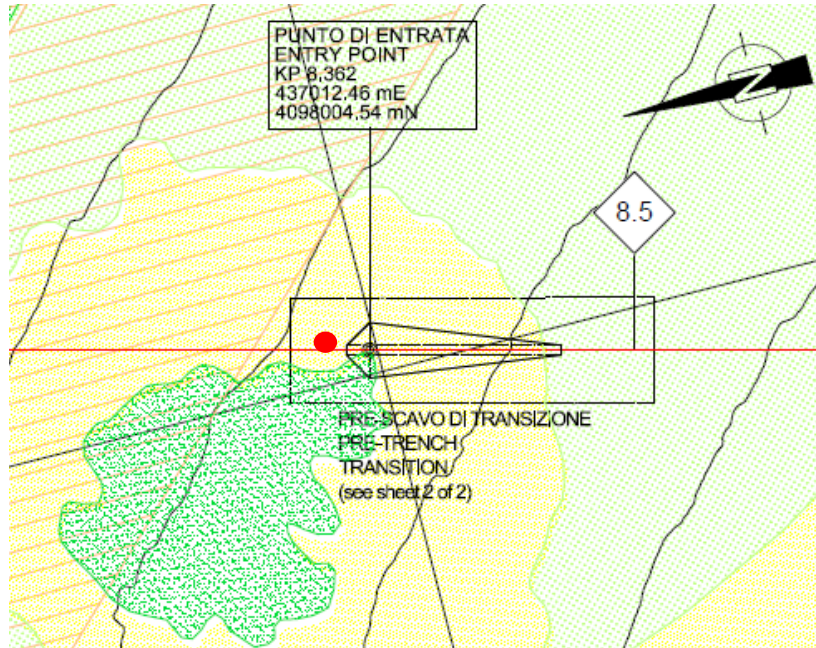 PUNTO DI ENTRATA
ENTRY POINT
KP 8,362
437012.46 mE
4098004.54 mN
N
8.5
PRE-SCAVO DI TRANSIZIONE
PRE-TRENCH
TRANSITION
(see sheet 2 of 2)